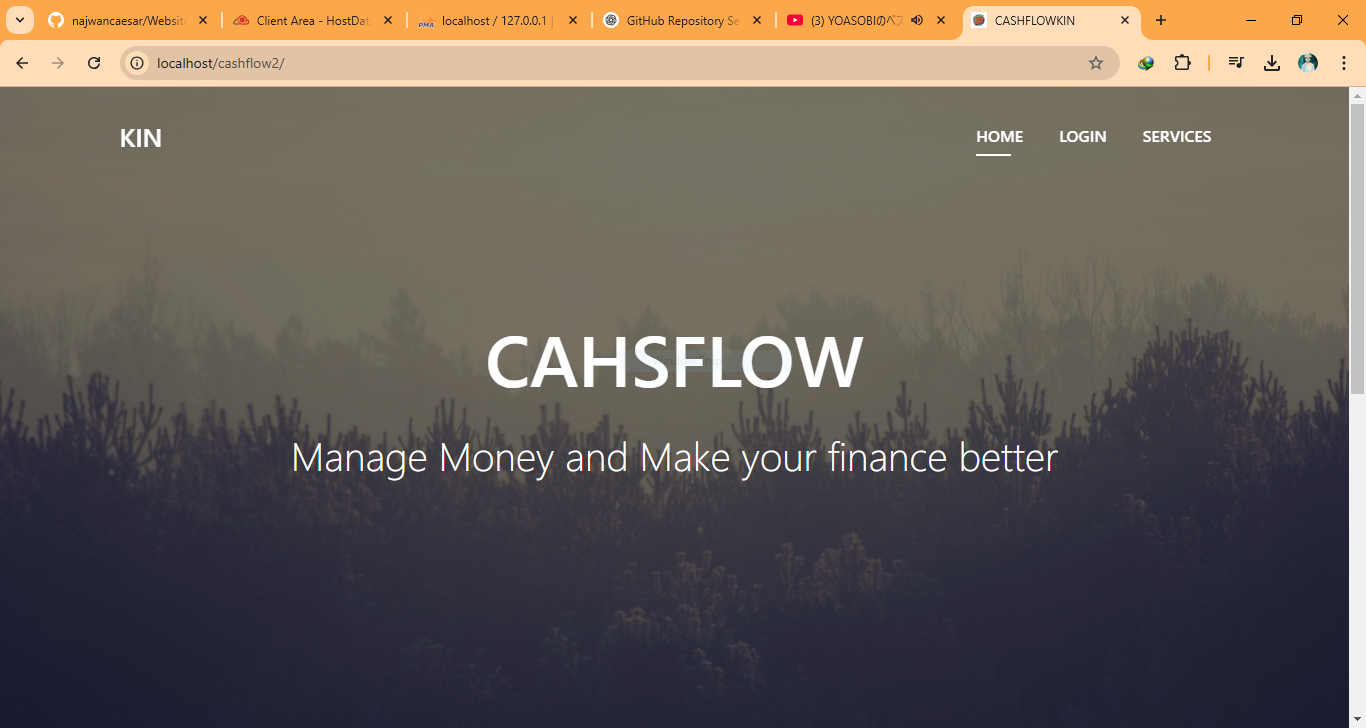 najwancaesar/Websit
Client Area - HostDat
localhost / 127.0.0.1 |
GitHub Repository Se
(3) YOASOBIのベス
CASHFLOWKIN
localhost/cashflow2/
KIN
HOME
LOGIN
SERVICES
CAHSFLOW
Manage Money and Make your finance better